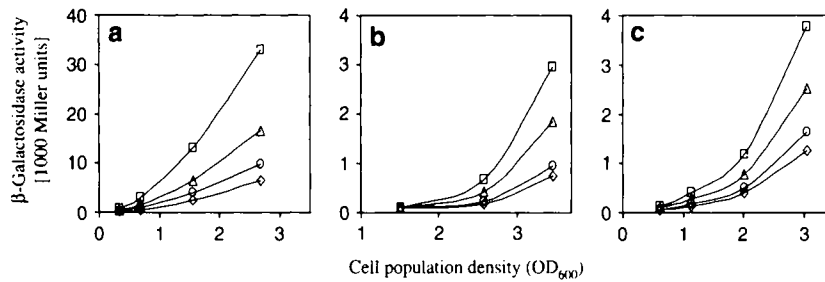 β-Galactosidase activity
[1000 Miller units]
a
40
30
20
10
0
0 1 2 3
b
4
3
2
1
0
1 2 3
c
4
3
2
1
0
0 1 2 3
Cell population density (OD600)